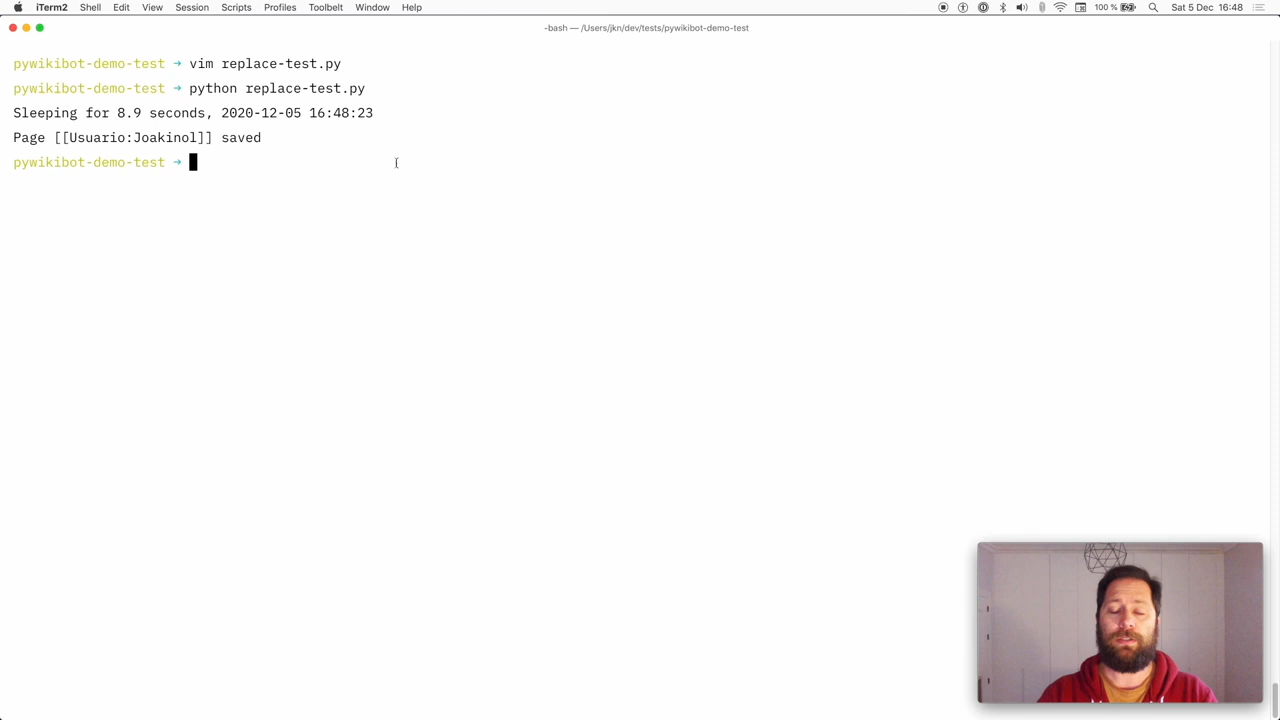 iTerm2 Shell Edit View Session Scripts Profiles Toolbelt Window Help 100 % Sat 5 Dec 16:48
-bash — /Users/jkn/dev/tests/pywikibot-demo-test
pywikibot-demo-test → vim replace-test.py
pywikibot-demo-test → python replace-test.py
Sleeping for 8.9 seconds, 2020-12-05 16:48:23
Page [[Usuario:Joakinol]] saved
pywikibot-demo-test →